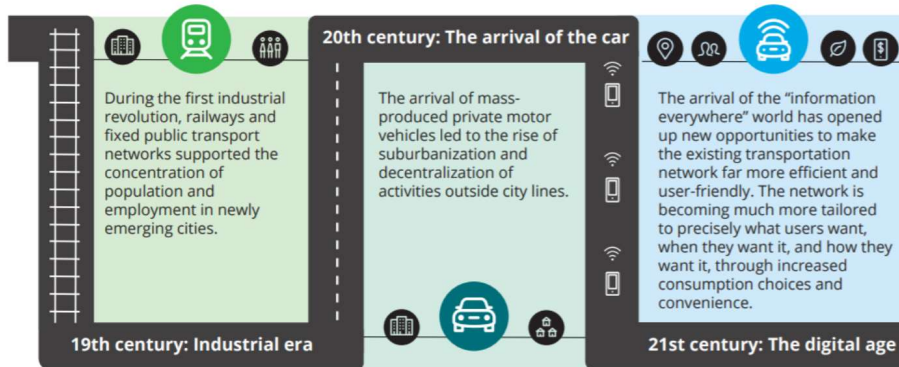 During the first industrial
revolution, railways and
fixed public transport
networks supported the
concentration of
population and
employment in newly
emerging cities.
19th century: Industrial era
20th century: The arrival of the car
The arrival of mass-
produced private motor
vehicles led to the rise of
suburbanization and
decentralization of
activities outside city lines.
The arrival of the “information
everywhere” world has opened
up new opportunities to make
the existing transportation
network far more efficient and
user-friendly. The network is
becoming much more tailored
to precisely what users want,
when they want it, and how they
want it, through increased
consumption choices and
convenience.
21st century: The digital age
$